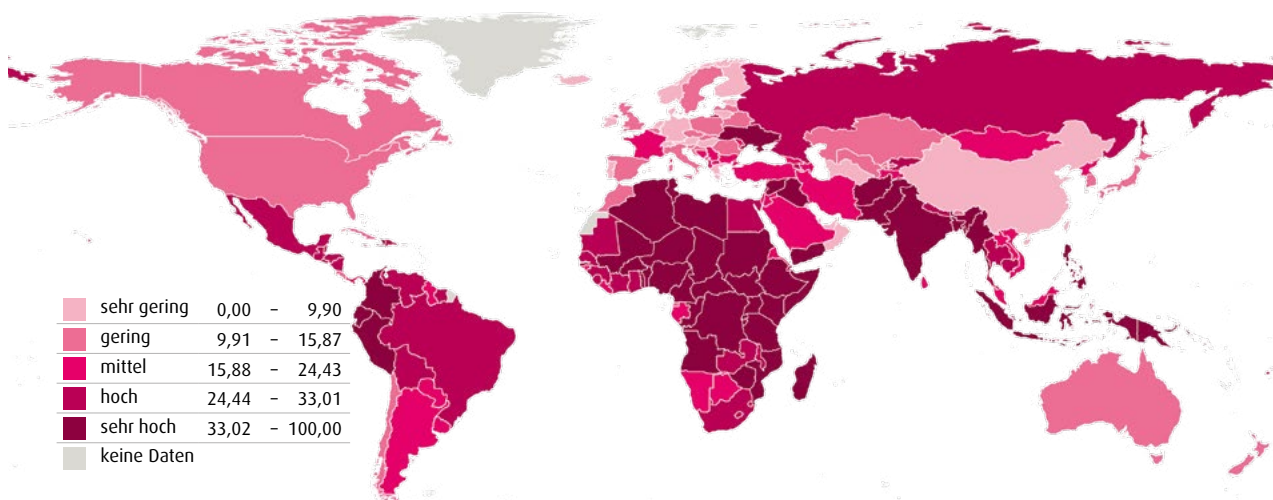 sehr gering 0,00 – 9,90
gering 9,91 – 15,87
mittel 15,88 – 24,43
hoch 24,44 – 33,01
sehr hoch 33,02 – 100,00
keine Daten